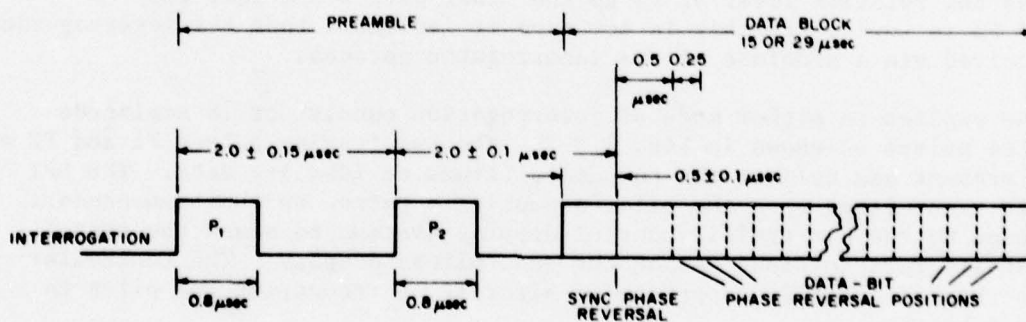 PREAMBLE
DATA BLOCK
15 OR 29 μsec
0.5 0.25
μsec
2.0 ± 0.15 μsec
2.0 ± 0.1 μsec
0.5 ± 0.1 μsec
INTERROGATION
P₁
P₂
0.8 μsec
0.8 μsec
SYNC PHASE
REVERSAL
DATA-BIT
PHASE REVERSAL POSITIONS